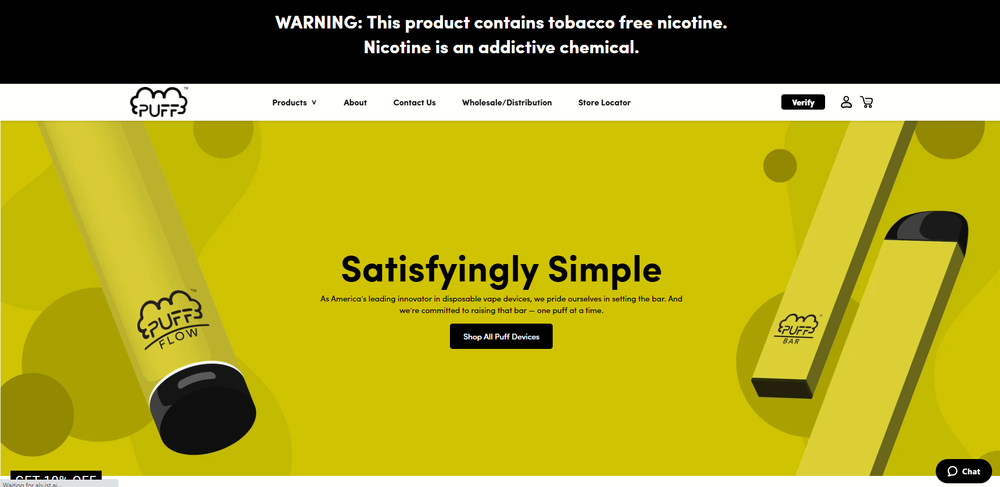 WARNING: This product contains tobacco free nicotine.
Nicotine is an addictive chemical.
PUFF™
Products ∨
About
Contact Us
Wholesale/Distribution
Store Locator
Verify
Satisfyingly Simple
As America's leading innovator in disposable vape devices, we pride ourselves in setting the bar. And
we're committed to raising that bar — one puff at a time.
Shop All Puff Devices
PUFF™
FLOW
PUFF™
BAR
GET 10% OFF
Chat